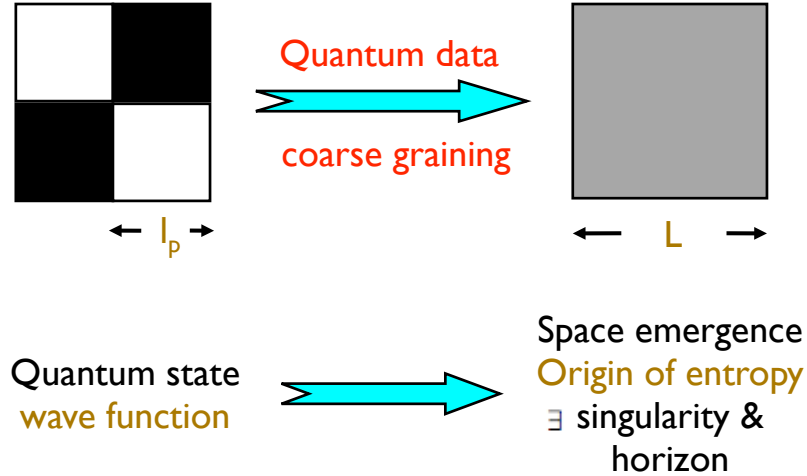 Quantum data
coarse graining
lₚ
L
Quantum state
wave function
Space emergence
Origin of entropy
∃ singularity &
horizon